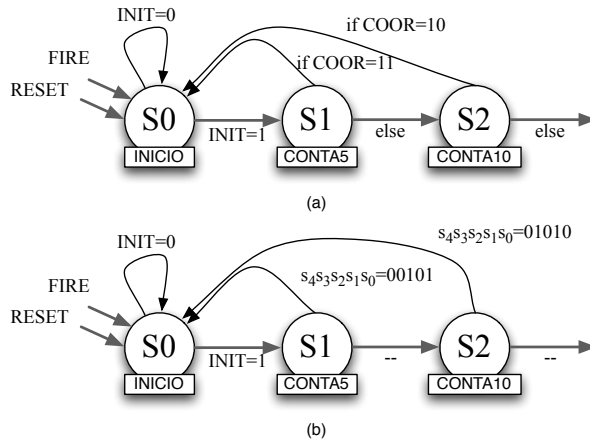 INIT=0
if COOR=10
FIRE
if COOR=11
RESET
S0
S1
S2
INIT=1
else
else
INICIO
CONTA5
CONTA10
(a)
INIT=0
s4s3s2s1s0=01010
FIRE
s4s3s2s1s0=00101
RESET
S0
S1
S2
INIT=1
--
--
INICIO
CONTA5
CONTA10
(b)